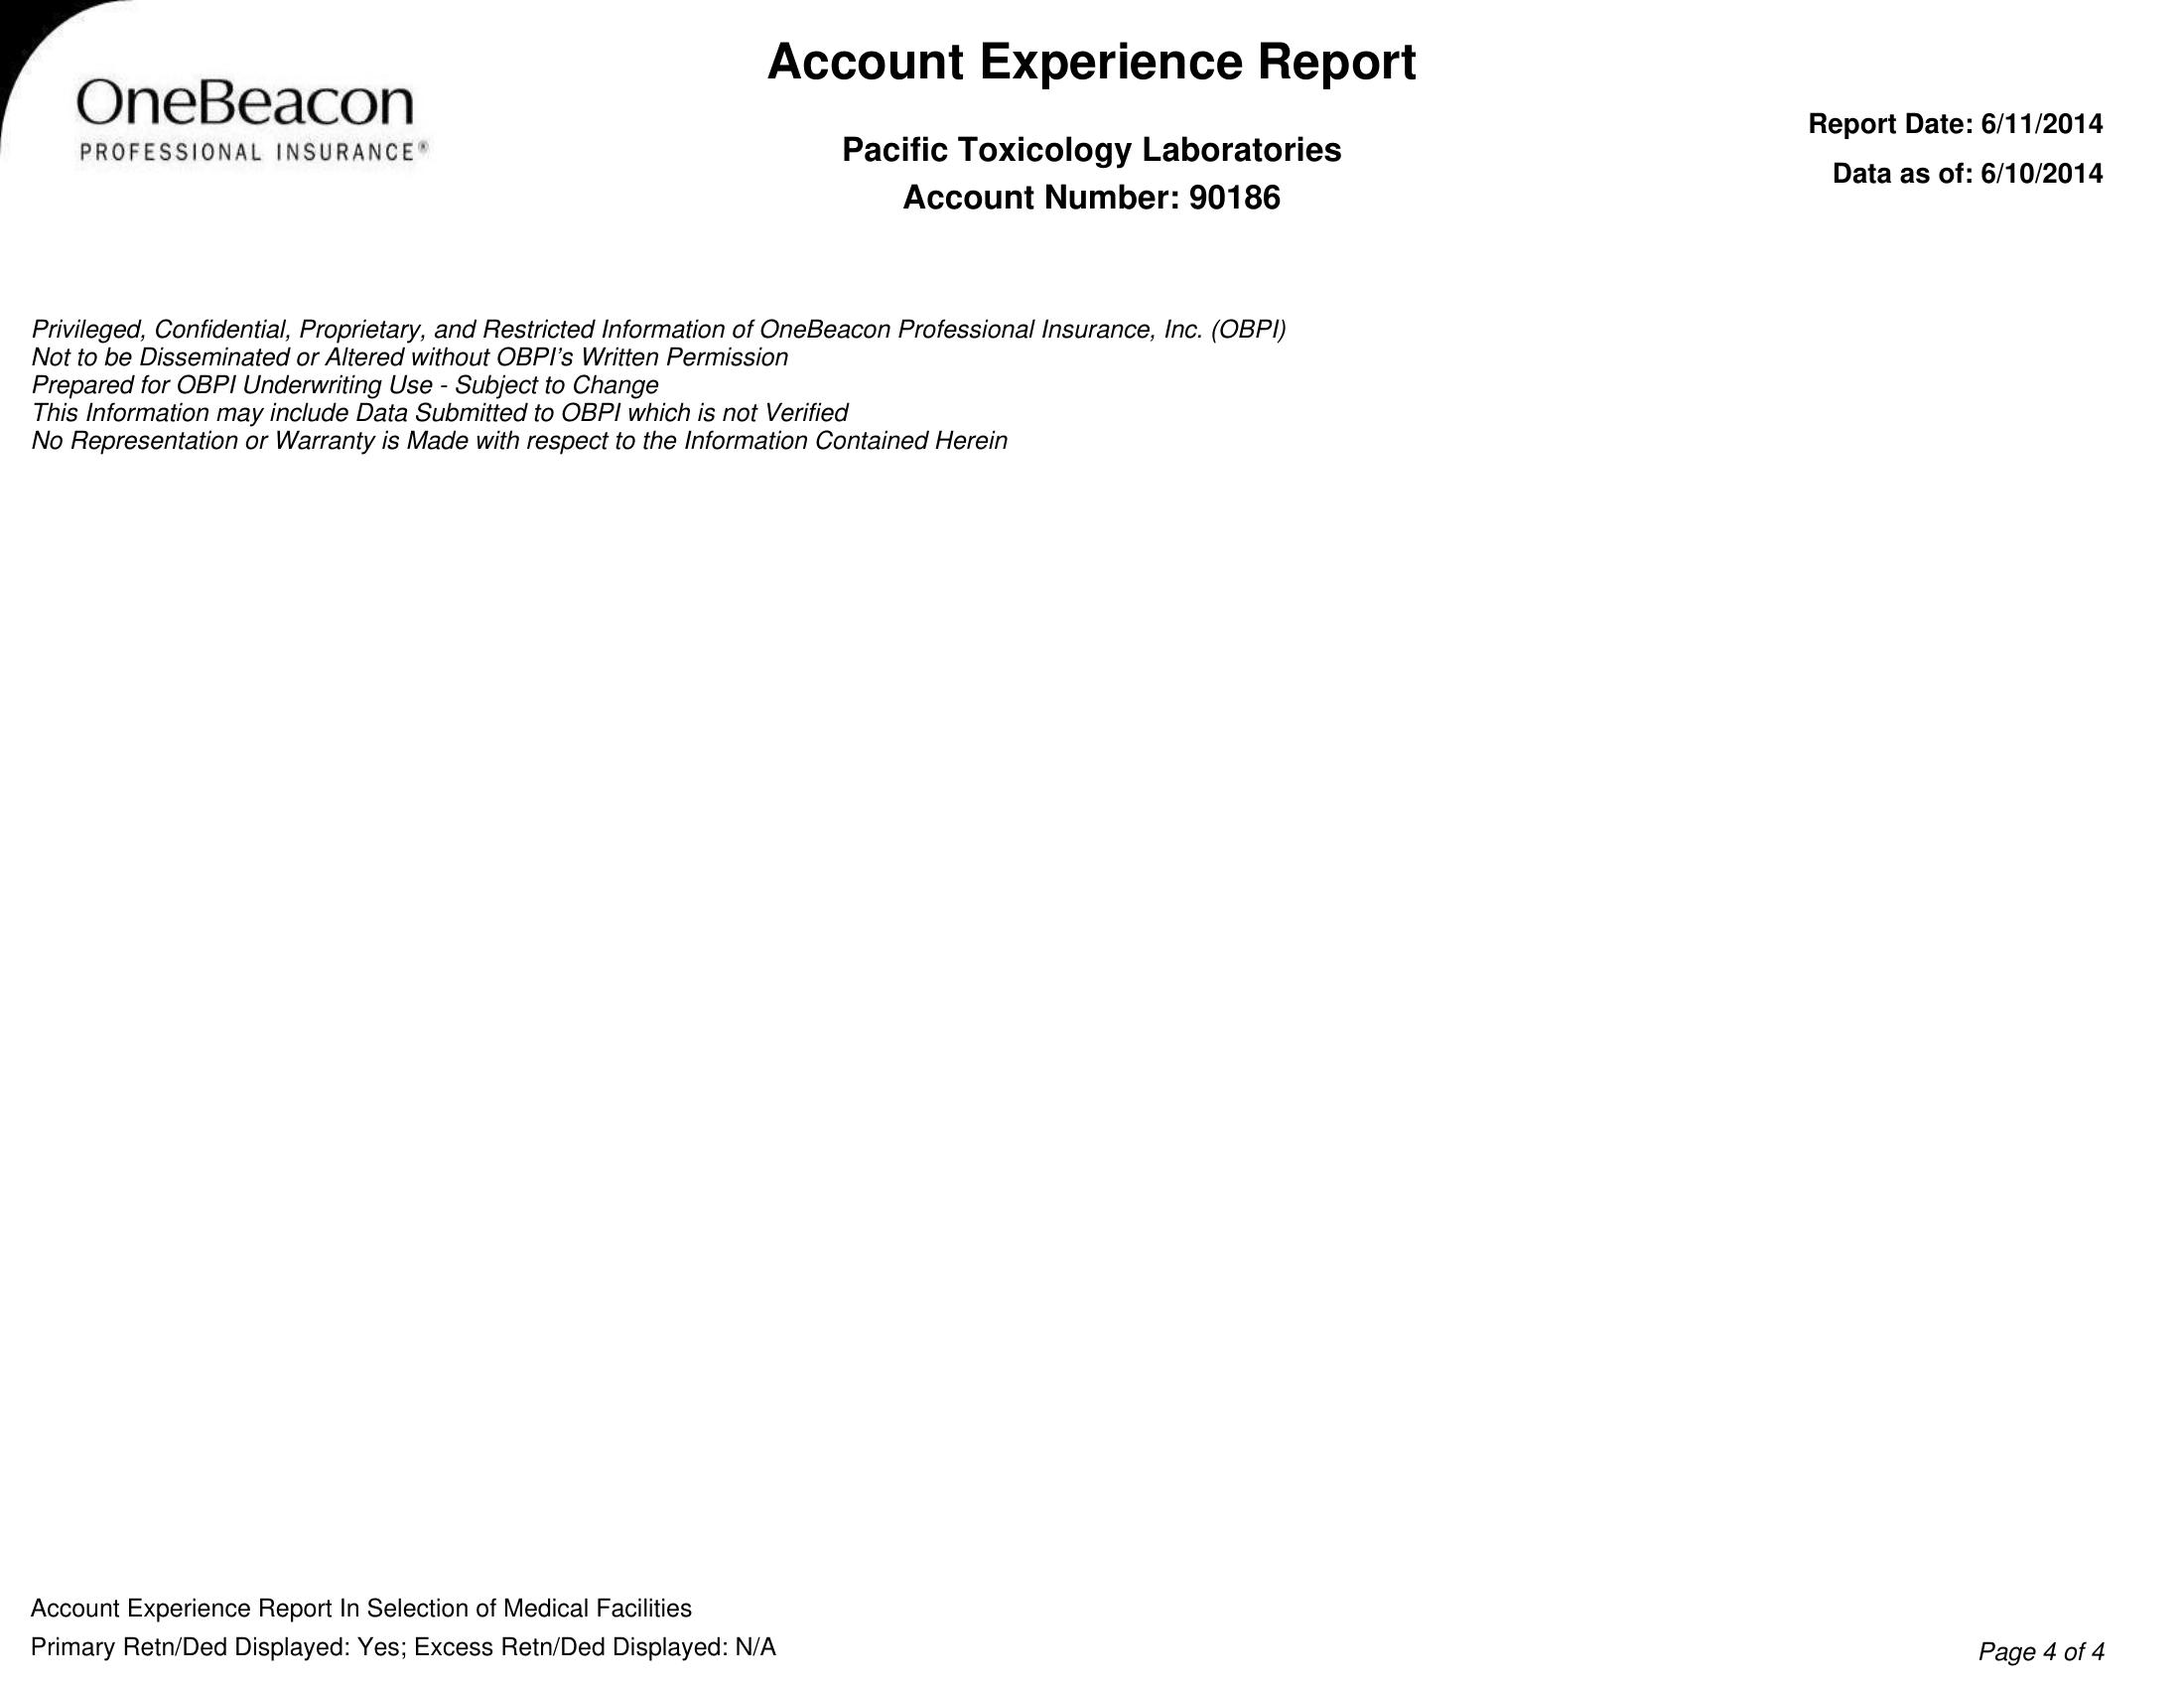 OneBeacon
PROFESSIONAL INSURANCE®
Account Experience Report
Pacific Toxicology Laboratories
Account Number: 90186
Report Date: 6/11/2014
Data as of: 6/10/2014
Privileged, Confidential, Proprietary, and Restricted Information of OneBeacon Professional Insurance, Inc. (OBPI)
Not to be Disseminated or Altered without OBPI's Written Permission
Prepared for OBPI Underwriting Use - Subject to Change
This Information may include Data Submitted to OBPI which is not Verified
No Representation or Warranty is Made with respect to the Information Contained Herein
Account Experience Report In Selection of Medical Facilities
Primary Retn/Ded Displayed: Yes; Excess Retn/Ded Displayed: N/A
Page 4 of 4